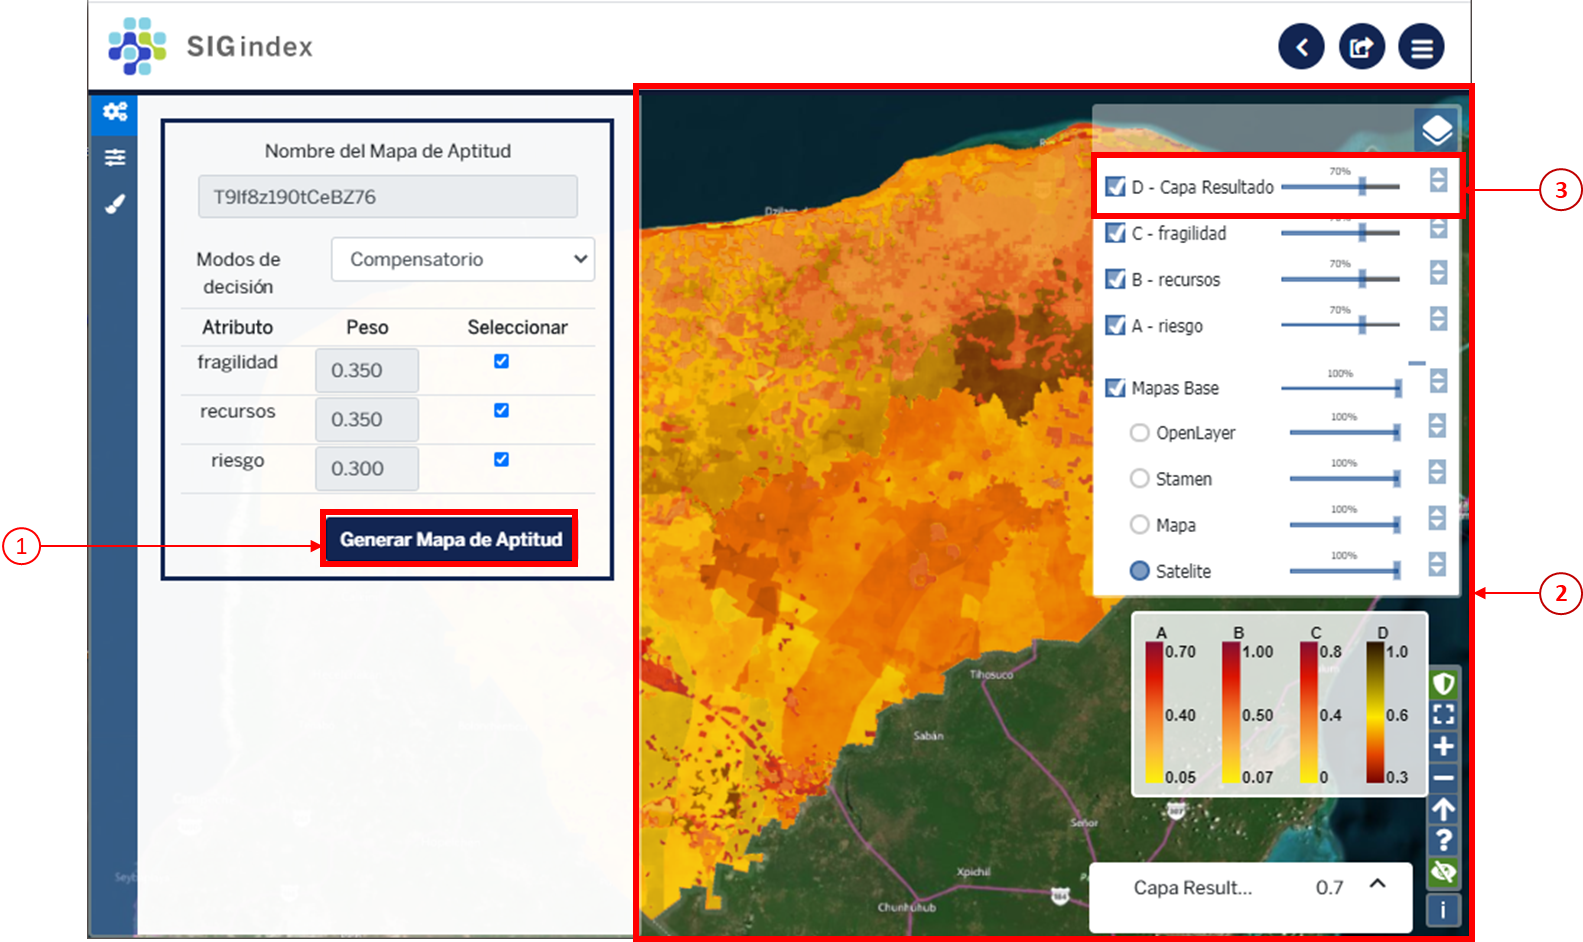 SIGindex
Nombre del Mapa de Aptitud
T9If8z190tCeBZ76
Modos de
decisión
Compensatorio
Atributo Peso Seleccionar
fragilidad 0.350
recursos 0.350
riesgo 0.300
Generar Mapa de Aptitud
1
D - Capa Resultado 70%
3
C - fragilidad
B - recursos 70%
A - riesgo 70%
Mapas Base 100%
OpenLayer 100%
Stamen 100%
Mapa 100%
Satelite 100%
2
A B C D
0.70 1.00 0.8 1.0
0.40 0.50 0.4 0.6
0.05 0.07 0 0.3
Tihosuco
Sabán
Señor
Xpichil
Chunhuhub
307
184
Capa Result... 0.7
?
i